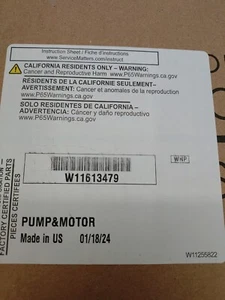 Instruction Sheet / Fiche d'instructions
www.ServiceMatters.com/instruct
CALIFORNIA RESIDENTS ONLY – WARNING:
Cancer and Reproductive Harm www.P65Warnings.ca.gov
RÉSIDENTS DE LA CALIFORNIE SEULEMENT–
AVERTISSEMENT: Cancer et anomalies de la reproduction
www.P65Warnings.ca.gov
SOLO RESIDENTES DE CALIFORNIA –
ADVERTENCIA: Cáncer y daño reproductivo
www.P65Warnings.ca.gov
WHP
W11613479
PUMP&MOTOR
Made in US 01/18/24
FACTORY CERTIFIED PARTS
PIÈCES CERTIFIÉES
W11255622